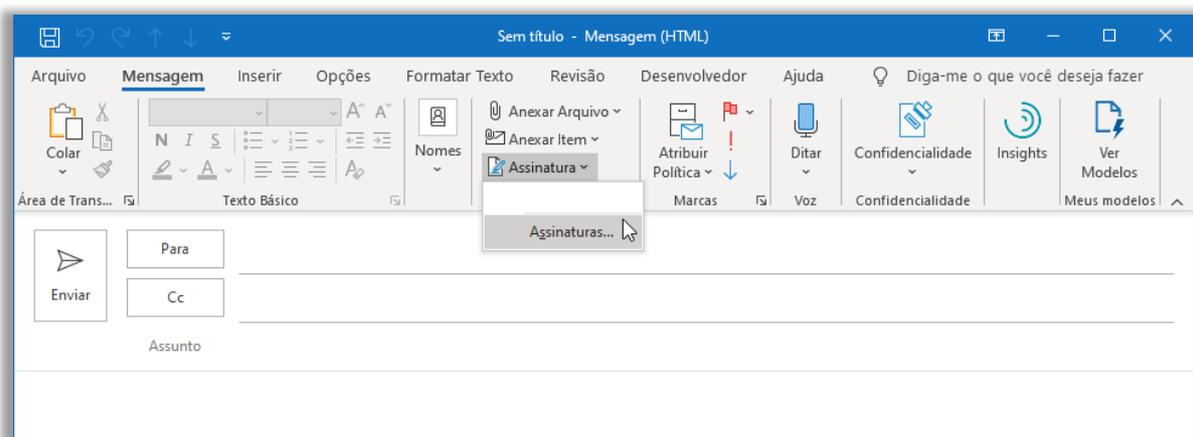 Sem título - Mensagem (HTML)
Arquivo Mensagem Inserir Opções Formatar Texto Revisão Desenvolvedor Ajuda Diga-me o que você deseja fazer
Colar
N I S
A A
A
Nomes
Anexar Arquivo
Anexar Item
Assinatura
Atribuir
Política
Ditar
Confidencialidade
Insights
Ver
Modelos
Área de Trans... Texto Básico Marcas Voz Confidencialidade Meus modelos
Assinaturas...
Enviar
Para
Cc
Assunto